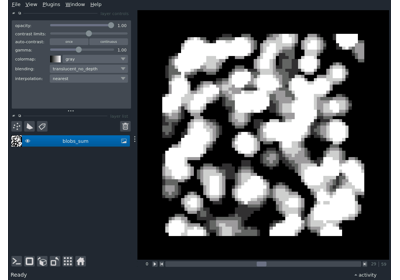 File View Plugins Window Help
opacity: 1.00
contrast limits:
auto-contrast: once continuous
gamma: 1.00
colormap: gray
blending: translucent_no_depth
interpolation: nearest
blobs_sum
Ready
activity